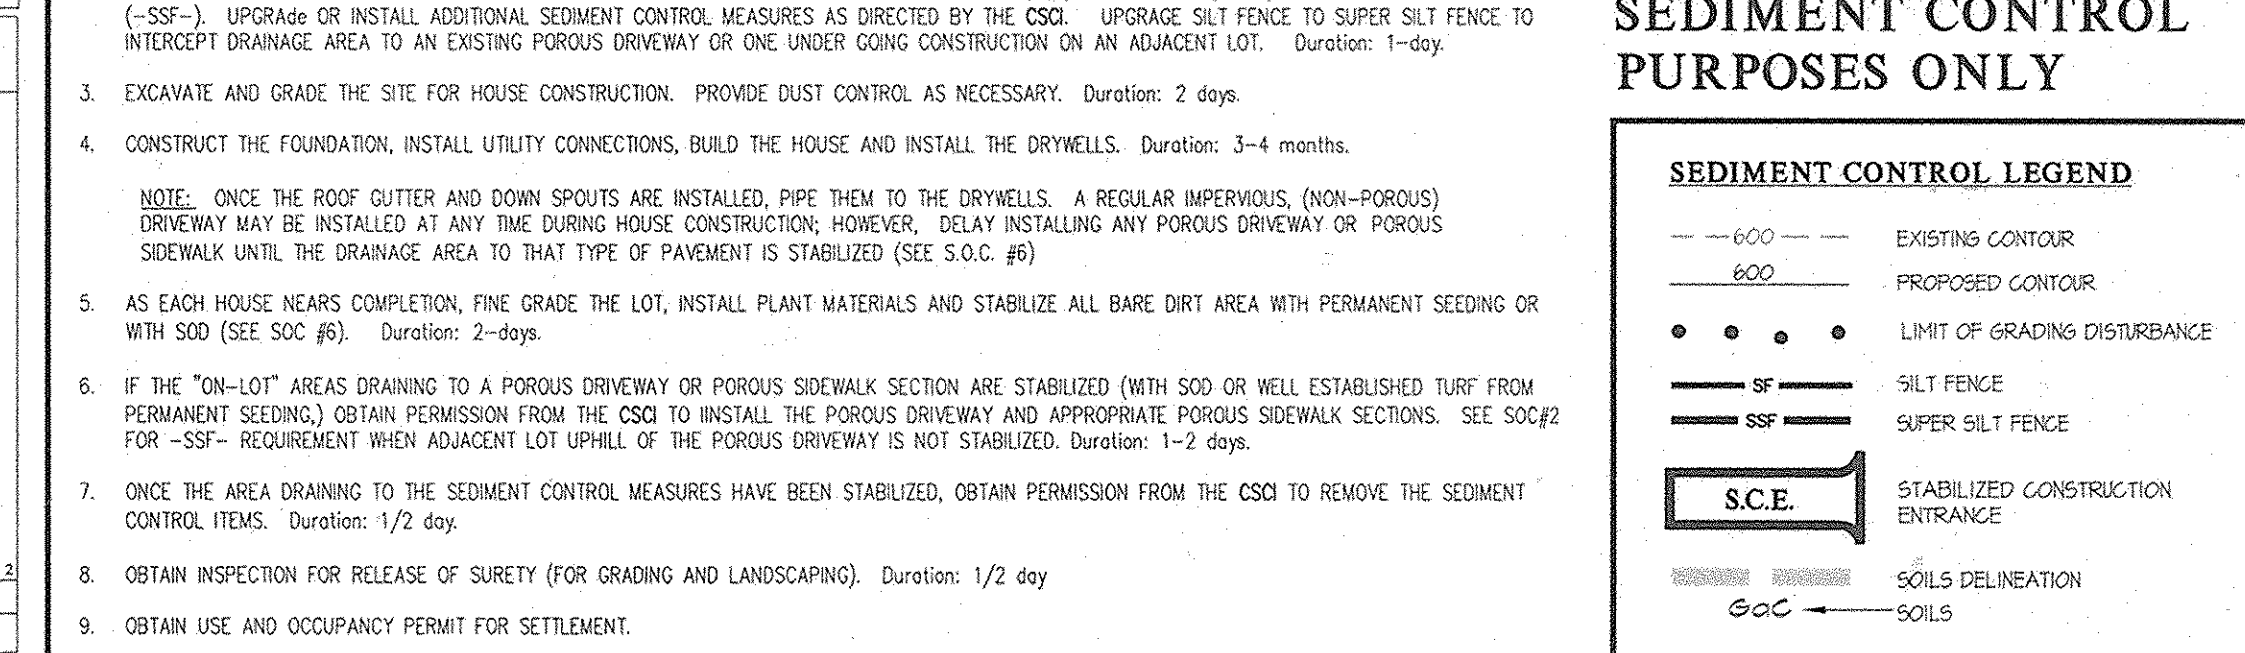 (-SSF-). UPGRAde OR INSTALL ADDITIONAL SEDIMENT CONTROL MEASURES AS DIRECTED BY THE CSCI. UPGRAGE SILT FENCE TO SUPER SILT FENCE TO
INTERCEPT DRAINAGE AREA TO AN EXISTING POROUS DRIVEWAY OR ONE UNDER GOING CONSTRUCTION ON AN ADJACENT LOT. Duration: 1-day.
3. EXCAVATE AND GRADE THE SITE FOR HOUSE CONSTRUCTION. PROVIDE DUST CONTROL AS NECESSARY. Duration: 2 days.
4. CONSTRUCT THE FOUNDATION, INSTALL UTILITY CONNECTIONS, BUILD THE HOUSE AND INSTALL THE DRYWELLS. Duration: 3-4 months.
NOTE: ONCE THE ROOF GUTTER AND DOWN SPOUTS ARE INSTALLED, PIPE THEM TO THE DRYWELLS. A REGULAR IMPERVIOUS, (NON-POROUS)
DRIVEWAY MAY BE INSTALLED AT ANY TIME DURING HOUSE CONSTRUCTION; HOWEVER, DELAY INSTALLING ANY POROUS DRIVEWAY OR POROUS
SIDEWALK UNTIL THE DRAINAGE AREA TO THAT TYPE OF PAVEMENT IS STABILIZED (SEE S.O.C. #6)
5. AS EACH HOUSE NEARS COMPLETION, FINE GRADE THE LOT, INSTALL PLANT MATERIALS AND STABILIZE ALL BARE DIRT AREA WITH PERMANENT SEEDING OR
WITH SOD (SEE SOC #6). Duration: 2-days.
6. IF THE "ON-LOT" AREAS DRAINING TO A POROUS DRIVEWAY OR POROUS SIDEWALK SECTION ARE STABILIZED (WITH SOD OR WELL ESTABLISHED TURF FROM
PERMANENT SEEDING,) OBTAIN PERMISSION FROM THE CSCI TO IINSTALL THE POROUS DRIVEWAY AND APPROPRIATE POROUS SIDEWALK SECTIONS. SEE SOC#2
FOR -SSF- REQUIREMENT WHEN ADJACENT LOT UPHILL OF THE POROUS DRIVEWAY IS NOT STABILIZED. Duration: 1-2 days.
7. ONCE THE AREA DRAINING TO THE SEDIMENT CONTROL MEASURES HAVE BEEN STABILIZED, OBTAIN PERMISSION FROM THE CSCI TO REMOVE THE SEDIMENT
CONTROL ITEMS. Duration: 1/2 day.
8. OBTAIN INSPECTION FOR RELEASE OF SURETY (FOR GRADING AND LANDSCAPING). Duration: 1/2 day
9. OBTAIN USE AND OCCUPANCY PERMIT FOR SETTLEMENT.
2
SEDIMENT CONTROL
PURPOSES ONLY
SEDIMENT CONTROL LEGEND
600 EXISTING CONTOUR
600 PROPOSED CONTOUR
LIMIT OF GRADING DISTURBANCE
SF SILT FENCE
SSF SUPER SILT FENCE
S.C.E. STABILIZED CONSTRUCTION
ENTRANCE
SOILS DELINEATION
GaC SOILS